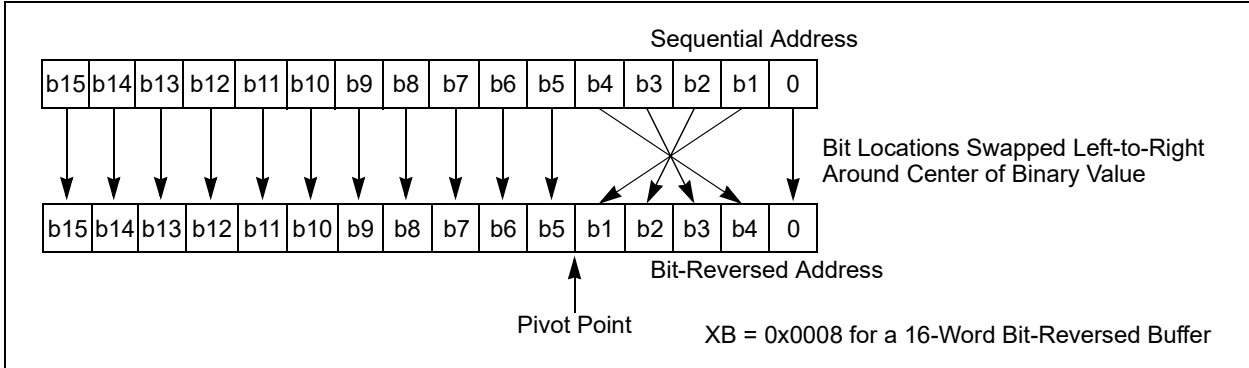 Sequential Address
b15 b14 b13 b12 b11 b10 b9 b8 b7 b6 b5 b4 b3 b2 b1 0
Bit Locations Swapped Left-to-Right
Around Center of Binary Value
b15 b14 b13 b12 b11 b10 b9 b8 b7 b6 b5 b1 b2 b3 b4 0
Bit-Reversed Address
Pivot Point
XB = 0x0008 for a 16-Word Bit-Reversed Buffer